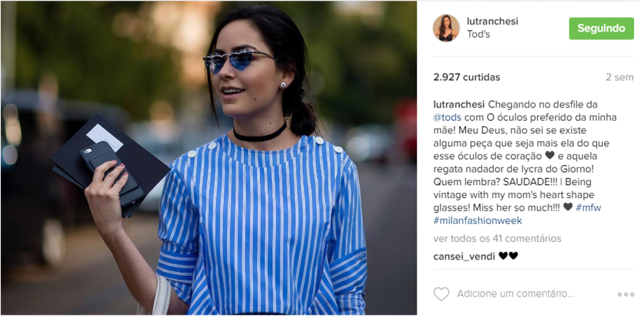 lutranchesi
Tod's
Seguindo
2.927 curtidas
2 sem
lutranchesi Chegando no desfile da
@tods com O óculos preferido da minha
mãe! Meu Deus, não sei se existe
alguma peça que seja mais ela do que
esse óculos de coração 🖤 e aquela
regata nadador de lycra do Giorno!
Quem lembra? SAUDADE!!! | Being
vintage with my mom's heart shape
glasses! Miss her so much!!! 🖤 #mfw
#milanfashionweek
ver todos os 41 comentários
cansei_vendi 🖤🖤
Adicione um comentário...